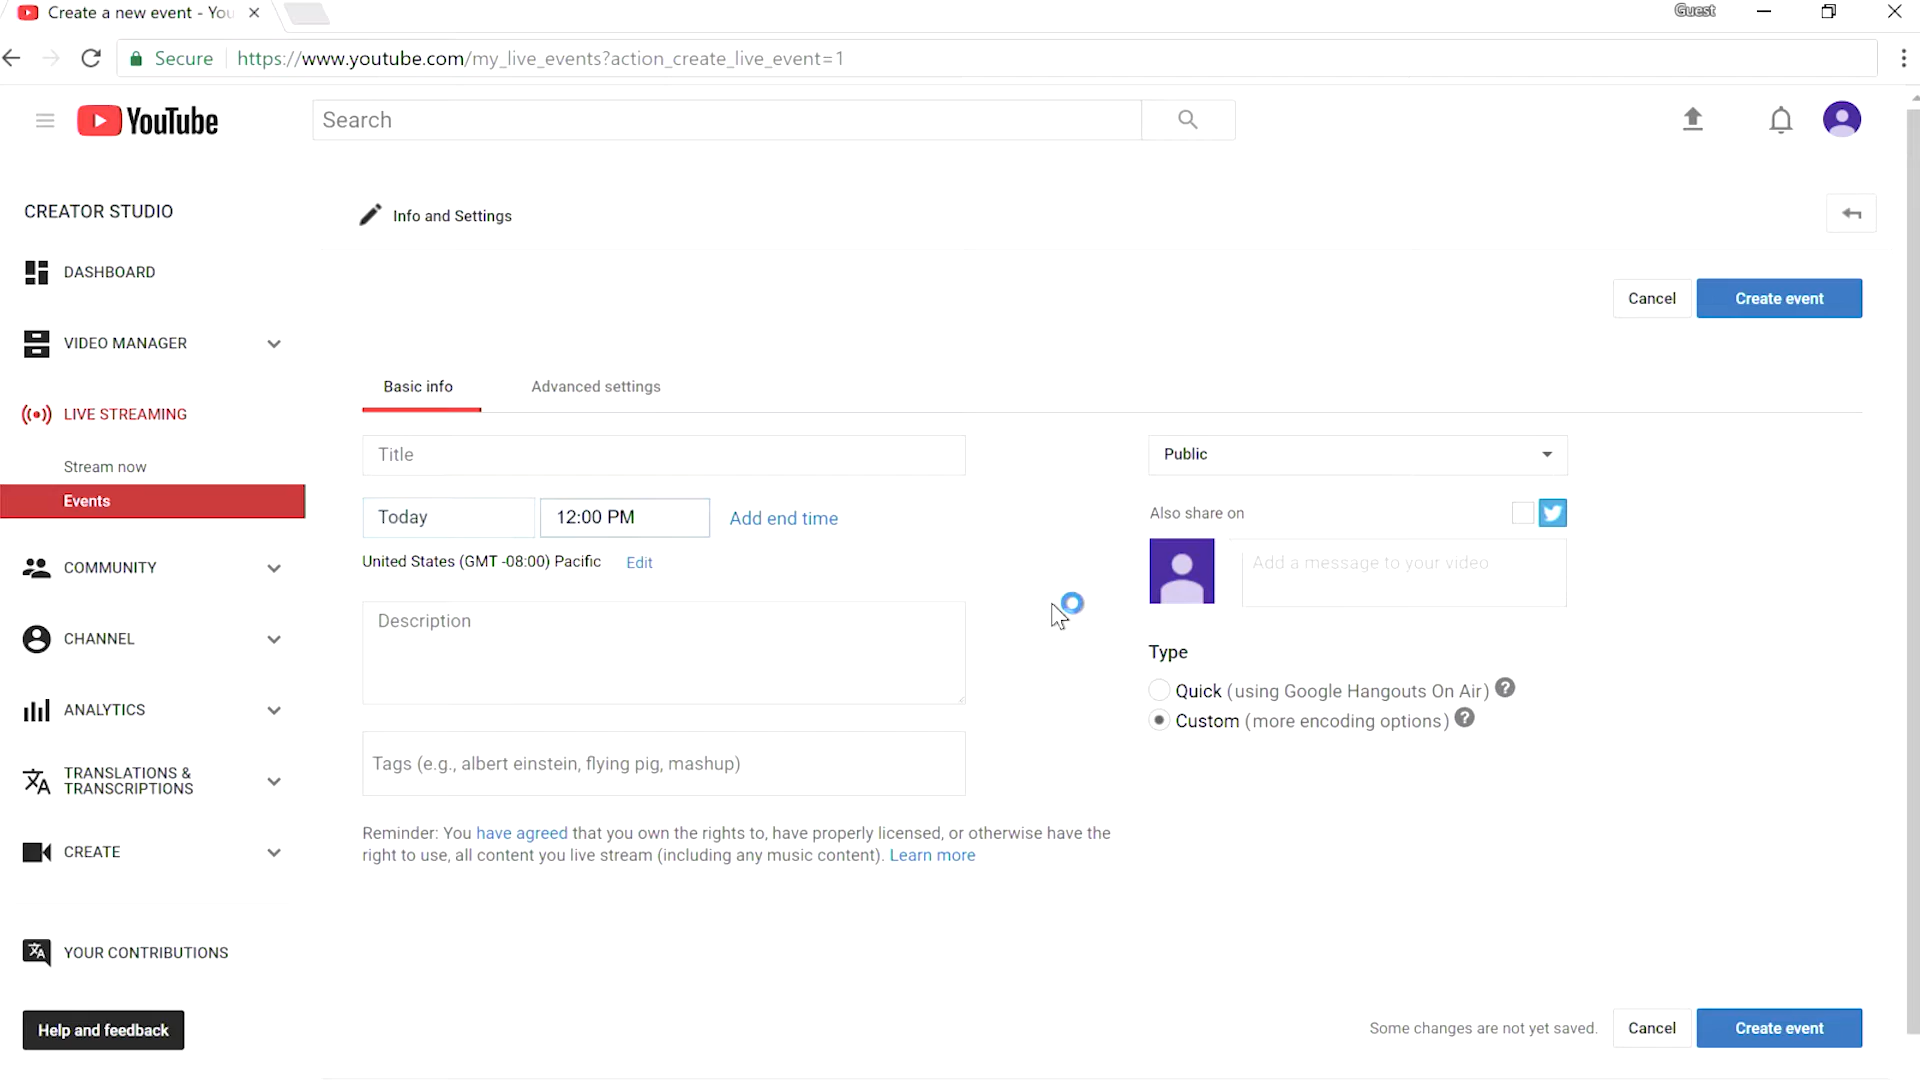 Create a new event - You
Guest
Secure
https://www.youtube.com/my_live_events?action_create_live_event=1
YouTube
Search
CREATOR STUDIO
Info and Settings
DASHBOARD
Cancel
Create event
VIDEO MANAGER
Basic info
Advanced settings
LIVE STREAMING
Title
Public
Stream now
Events
Today
12:00 PM
Add end time
Also share on
United States (GMT -08:00) Pacific
Edit
Add a message to your video
COMMUNITY
Description
CHANNEL
Type
Quick (using Google Hangouts On Air) ?
Custom (more encoding options) ?
ANALYTICS
Tags (e.g., albert einstein, flying pig, mashup)
TRANSLATIONS &
TRANSCRIPTIONS
Reminder: You have agreed that you own the rights to, have properly licensed, or otherwise have the
right to use, all content you live stream (including any music content). Learn more
CREATE
YOUR CONTRIBUTIONS
Help and feedback
Some changes are not yet saved.
Cancel
Create event